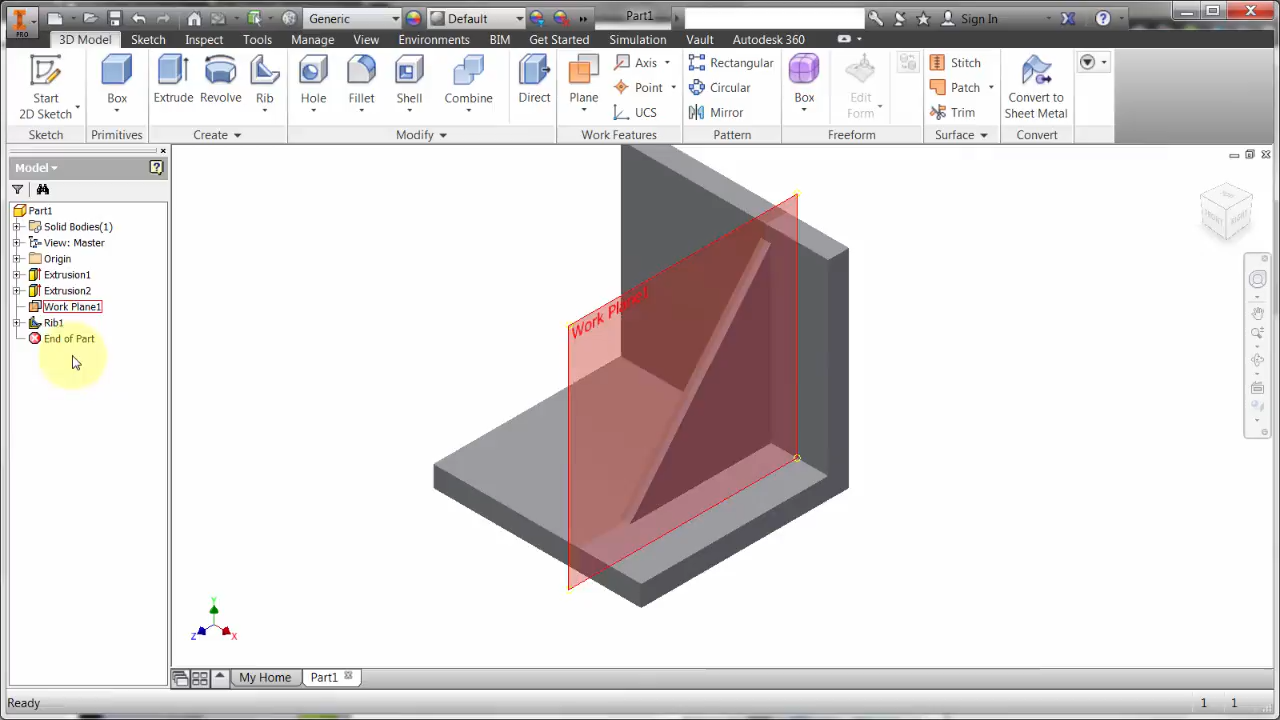 PRO
Generic
Default
Part1
Sign In
3D Model Sketch Inspect Tools Manage View Environments BIM Get Started Simulation Vault Autodesk 360
Start
2D Sketch
Box
Extrude
Revolve
Rib
Hole
Fillet
Shell
Combine
Direct
Plane
Axis
Point
UCS
Rectangular
Circular
Mirror
Box
Edit
Form
Stitch
Patch
Trim
Convert to
Sheet Metal
Sketch Primitives Create Modify Work Features Pattern Freeform Surface Convert
Model
Part1
Solid Bodies(1)
View: Master
Origin
Extrusion1
Extrusion2
Work Plane1
Rib1
End of Part
Work Plane1
FRONT
RIGHT
Y
Z
X
My Home
Part1
Ready
1 1